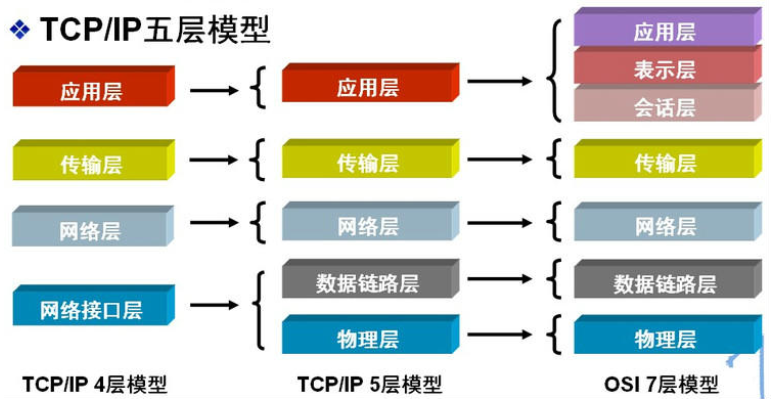 TCP/IP五层模型
应用层
应用层
应用层
表示层
会话层
传输层
传输层
传输层
网络层
网络层
网络层
网络接口层
数据链路层
数据链路层
物理层
物理层
TCP/IP 4层模型
TCP/IP 5层模型
OSI 7层模型